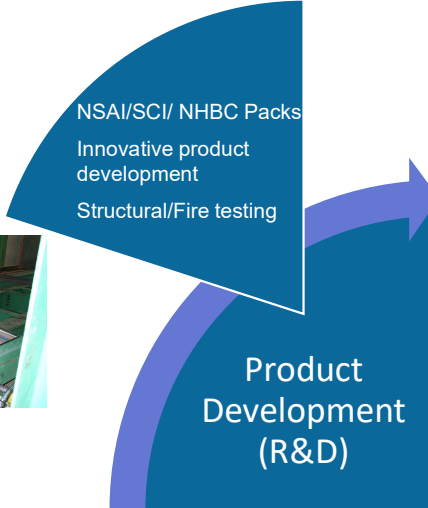 NSAI/SCI/ NHBC Packs
Innovative product
development
Structural/Fire testing
Product
Development
(R&D)